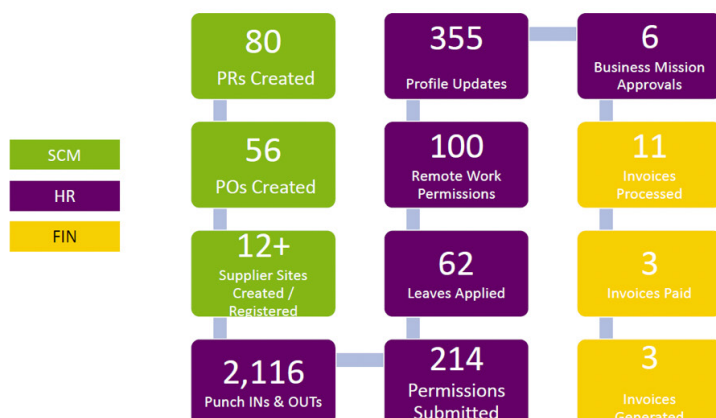 SCM
HR
FIN
80
PRs Created
56
POs Created
12+
Supplier Sites
Created /
Registered
2,116
Punch INs & OUTs
214
Permissions
Submitted
62
Leaves Applied
100
Remote Work
Permissions
355
Profile Updates
6
Business Mission
Approvals
11
Invoices
Processed
3
Invoices Paid
3
Invoices
Generated